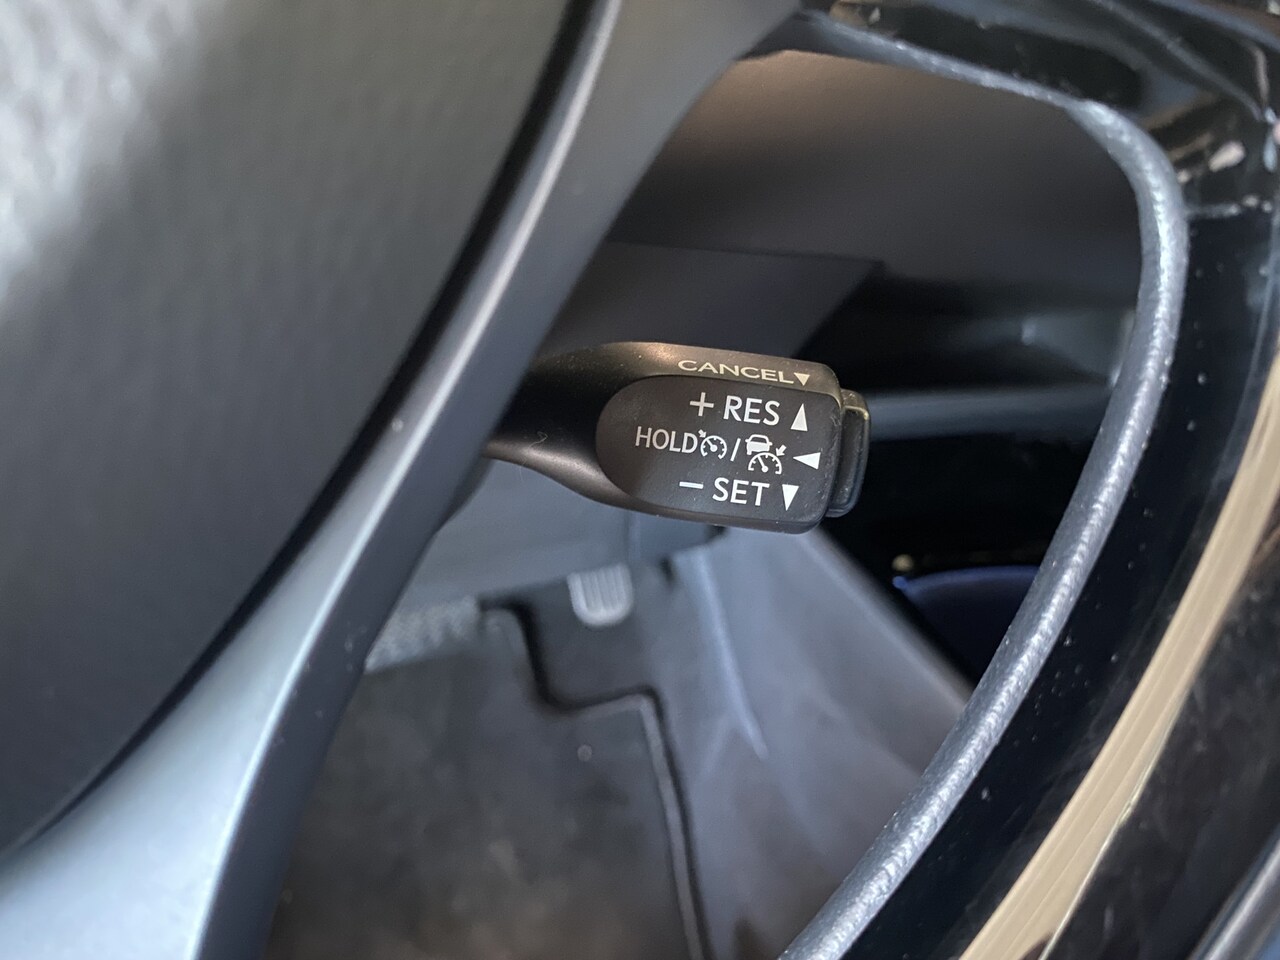 CANCEL▼
+ RES ▲
HOLD / ◀
− SET ▼